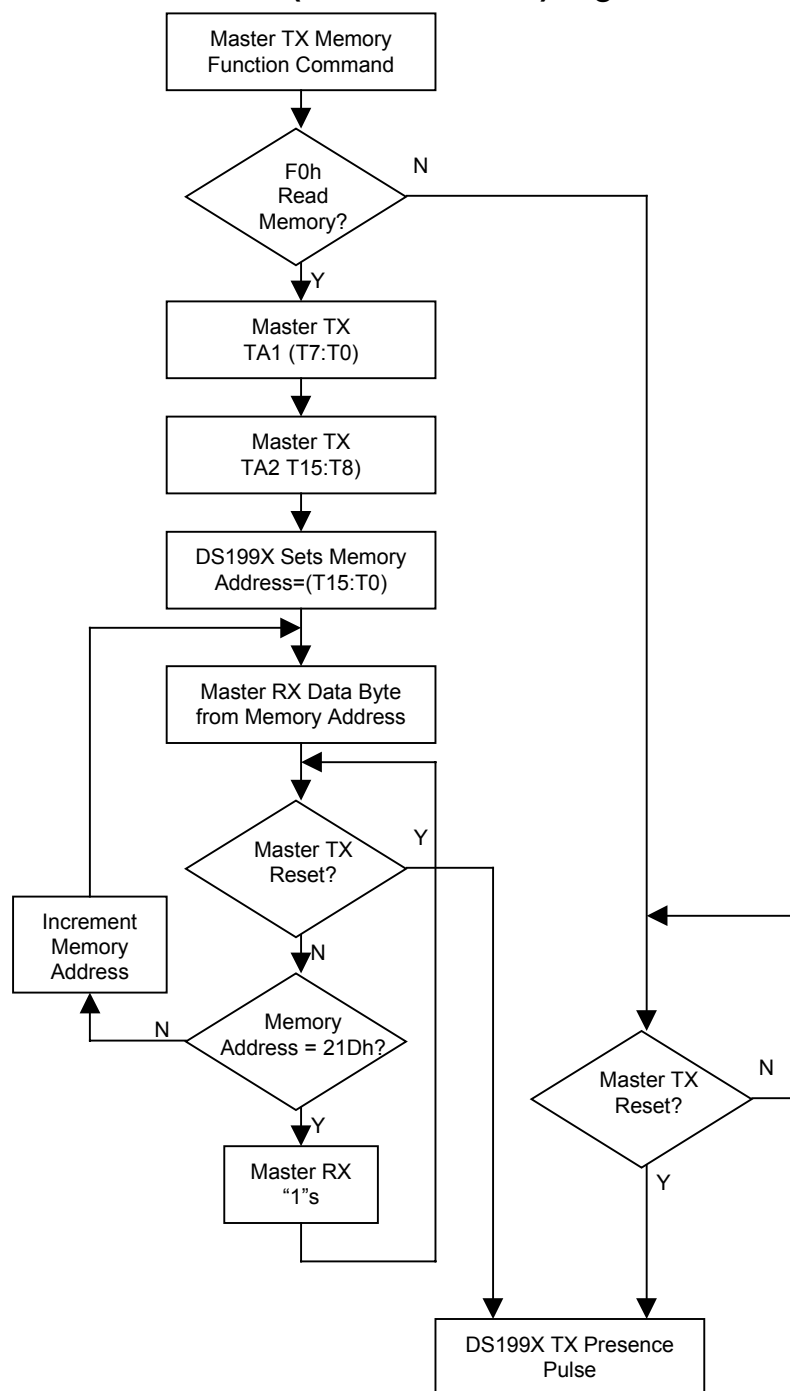 Master TX Memory
Function Command
F0h
Read
Memory?
N
Y
Master TX
TA1 (T7:T0)
Master TX
TA2 T15:T8)
DS199X Sets Memory
Address=(T15:T0)
Master RX Data Byte
from Memory Address
Master TX
Reset?
Y
N
Increment
Memory
Address
Memory
Address = 21Dh?
N
Y
Master RX
“1”s
Master TX
Reset?
N
Y
DS199X TX Presence
Pulse